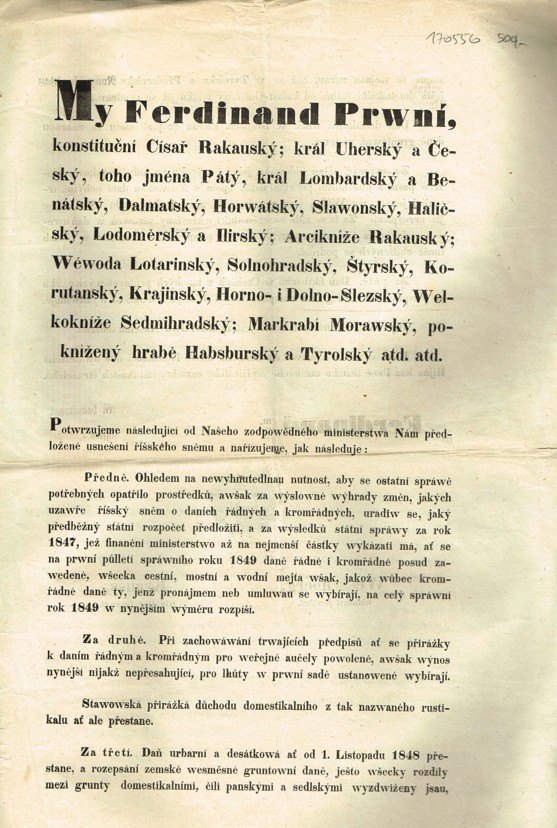 170556 504,-
My Ferdinand Prwní,
konstituční Císař Rakauský; král Uherský a Če-
ský, toho jména Pátý, král Lombardský a Be-
nátský, Dalmatský, Horwátský, Slawonský, Halič-
ský, Lodoměrský a Ilirský; Arcikníže Rakauský;
Wéwoda Lotarinský, Solnohradský, Štyrský, Ko-
rutanský, Krajinský, Horno- i Dolno-Slezský, Wel-
kokníže Sedmihradský; Markrabí Morawský, po-
knížený hrabě Habsburský a Tyrolský atd. atd.
Potwrzujeme následující od Našeho zodpowědného ministerstwa Nám před-
ložené usnešení říšského sněmu a nařizujeme, jak následuje:
Předně. Ohledem na newyhnutedlnau nutnost, aby se ostatní spráwě
potřebných opatřilo prostředků, awšak za wýslowné wýhrady změn, jakých
uzawře říšský sněm o daních řádných a kromřádných, uradiw se, jaký
předběžný státní rozpočet předložiti, a za wýsledků státní spráwy za rok
1847, jež finanční ministerstwo až na nejmenší částky wykázati má, ať se
na prwní půlletí spráwního roku 1849 daně řádné i kromřádné posud za-
wedené, wšecka cestní, mostní a wodní mejta wšak, jakož wůbec krom-
řádné daně ty, jenž pronájmem neb umluwau se wybírají, na celý spráwní
rok 1849 w nynějším wýměru rozpíší.
Za druhé. Při zachowáwání trwajících předpisů ať se přirážky
k daním řádným a kromřádným pro weřejné aučely powolené, awšak wýnos
nynější nijakž nepřesahující, pro lhůty w prwní sadě ustanowené wybírají.
Stawowská přirážka důchodu domestikalního z tak nazwaného rusti-
kalu ať ale přestane.
Za třetí. Daň urbarní a desátková ať od 1. Listopadu 1848 pře-
stane, a rozepsání zemské wesměsné gruntowní daně, ješto wšecky rozdíly
mezi grunty domestikalními, čili panskými a sedlskými wyzdwiženy jsau,